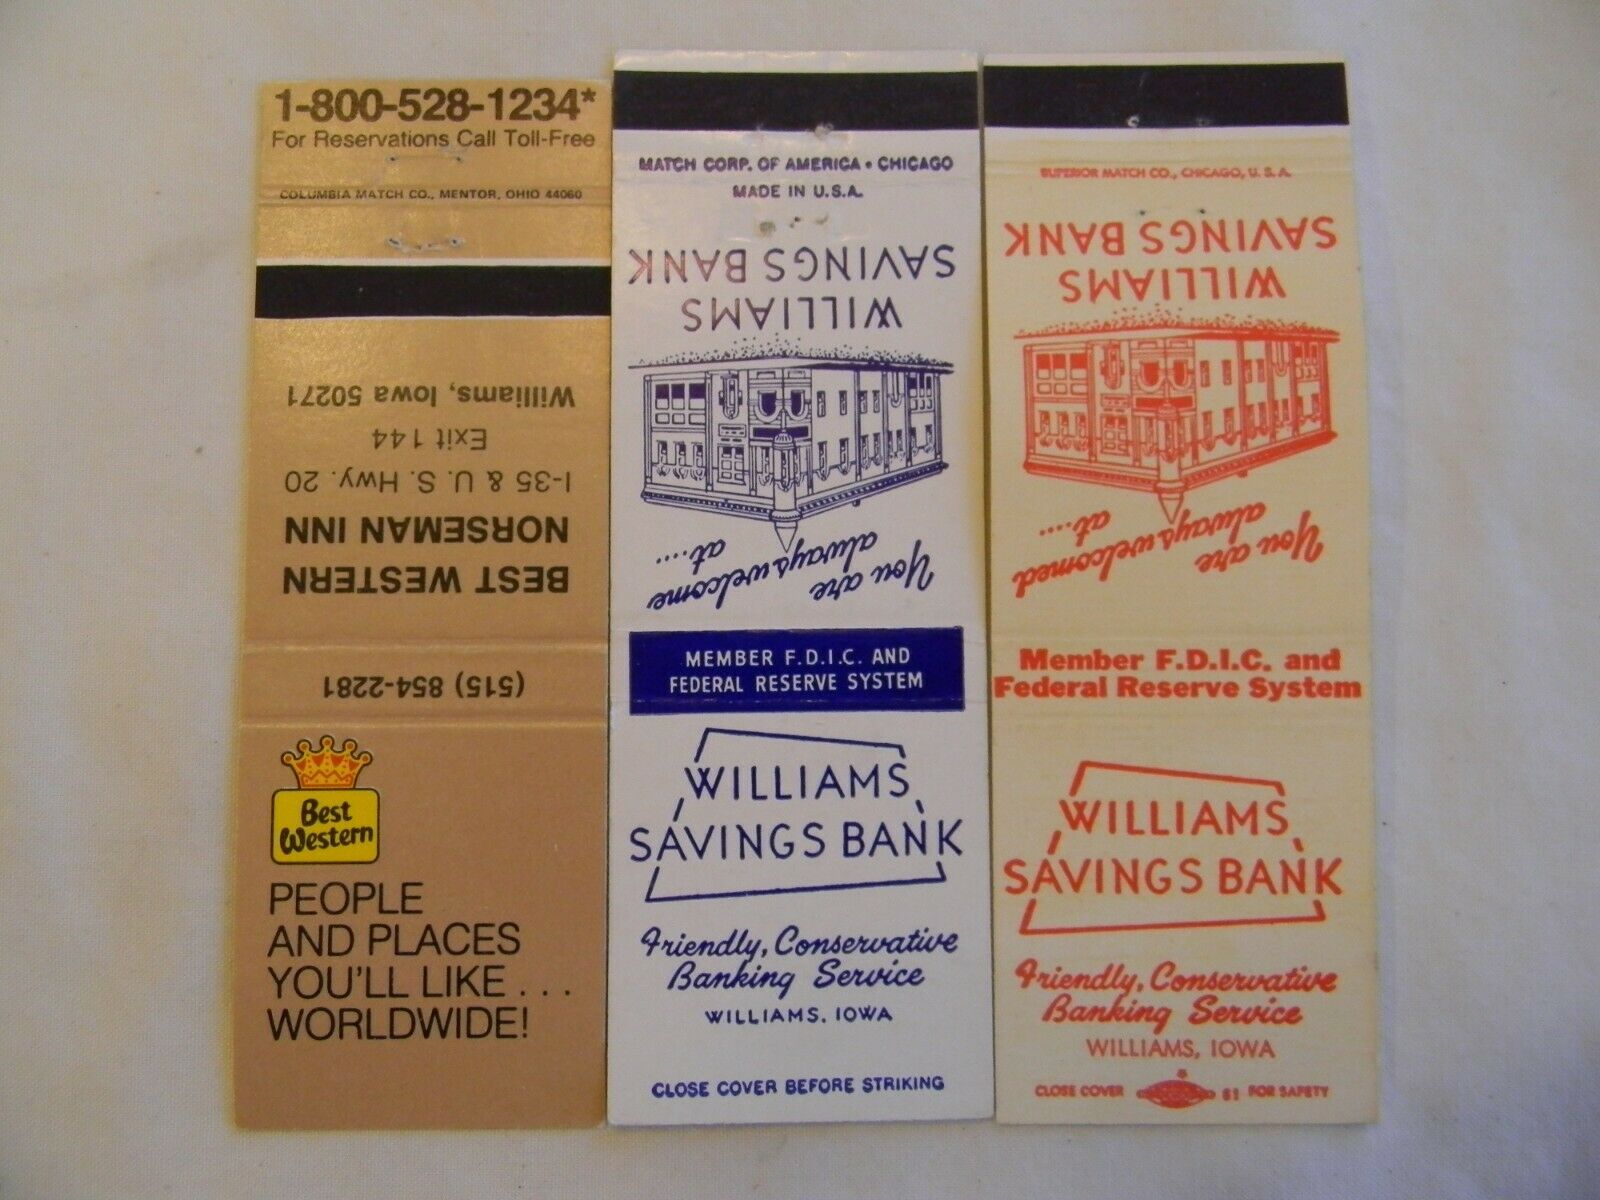 1-800-528-1234*
For Reservations Call Toll-Free
COLUMBIA MATCH CO., MENTOR, OHIO 44060
BEST WESTERN
NORSEMAN INN
I-35 & U. S. Hwy. 20
Exit 144
Williams, Iowa 50271
(515) 854-2281
Best
Western
PEOPLE
AND PLACES
YOU'LL LIKE . . .
WORLDWIDE!
MATCH CORP. OF AMERICA • CHICAGO
MADE IN U.S.A.
You are
always welcome
at....
WILLIAMS
SAVINGS BANK
MEMBER F.D.I.C. AND
FEDERAL RESERVE SYSTEM
WILLIAMS
SAVINGS BANK
Friendly, Conservative
Banking Service
WILLIAMS, IOWA
CLOSE COVER BEFORE STRIKING
SUPERIOR MATCH CO., CHICAGO, U. S. A.
You are
always welcomed
at....
WILLIAMS
SAVINGS BANK
Member F.D.I.C. and
Federal Reserve System
WILLIAMS
SAVINGS BANK
Friendly, Conservative
Banking Service
WILLIAMS, IOWA
CLOSE COVER 81 FOR SAFETY